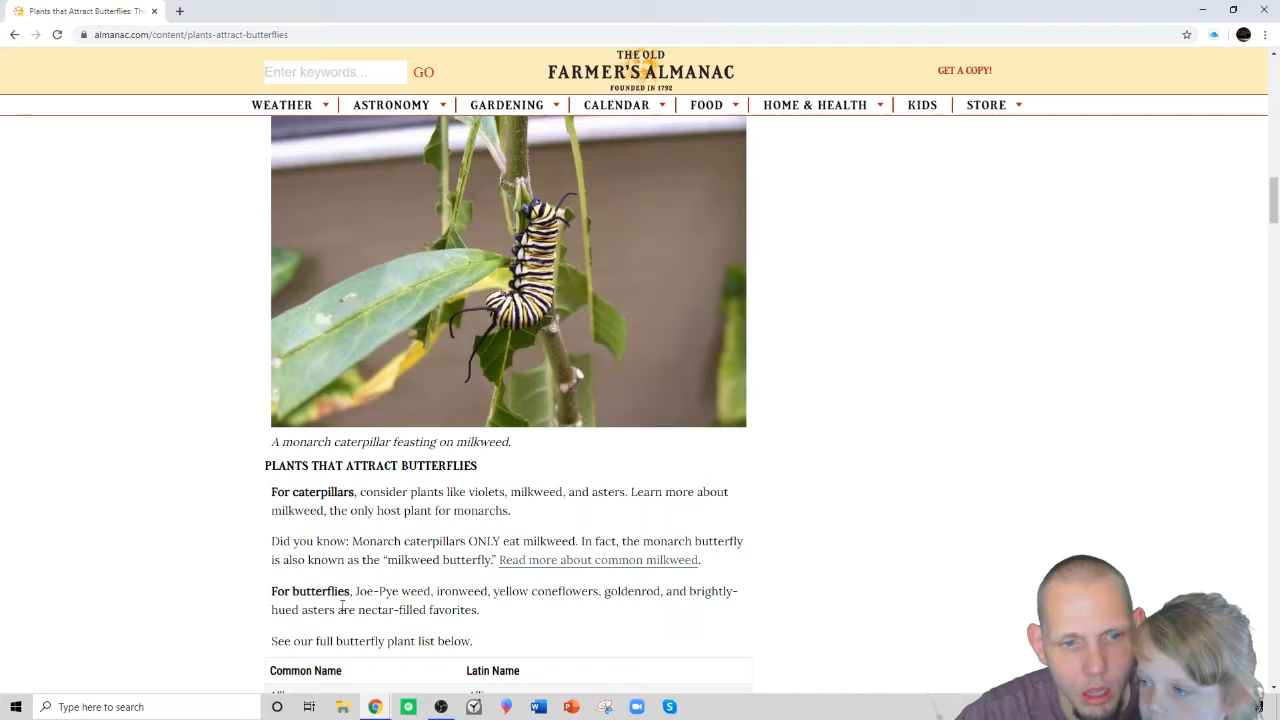 Plants that Attract Butterflies: Th
almanac.com/content/plants-attract-butterflies
THE OLD
FARMER'S ALMANAC
FOUNDED IN 1792
Enter keywords... GO
GET A COPY!
WEATHER ASTRONOMY GARDENING CALENDAR FOOD HOME & HEALTH KIDS STORE
A monarch caterpillar feasting on milkweed.
PLANTS THAT ATTRACT BUTTERFLIES
For caterpillars, consider plants like violets, milkweed, and asters. Learn more about
milkweed, the only host plant for monarchs.
Did you know: Monarch caterpillars ONLY eat milkweed. In fact, the monarch butterfly
is also known as the “milkweed butterfly.” Read more about common milkweed.
For butterflies, Joe-Pye weed, ironweed, yellow coneflowers, goldenrod, and brightly-
hued asters are nectar-filled favorites.
See our full butterfly plant list below.
Common Name Latin Name
Type here to search